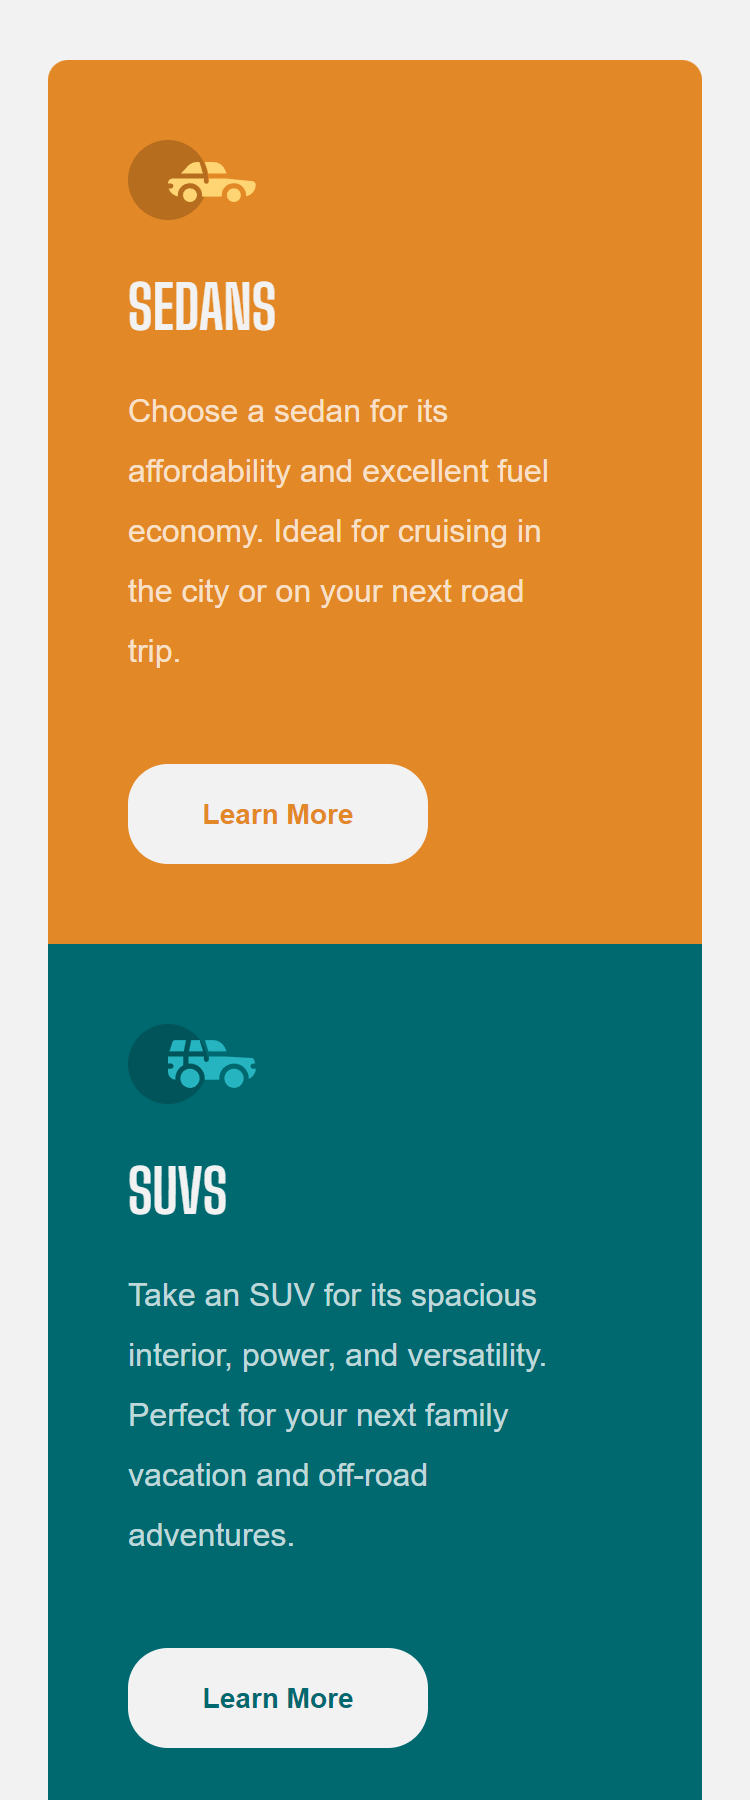 SEDANS
Choose a sedan for its
affordability and excellent fuel
economy. Ideal for cruising in
the city or on your next road
trip.
Learn More
SUVS
Take an SUV for its spacious
interior, power, and versatility.
Perfect for your next family
vacation and off-road
adventures.
Learn More